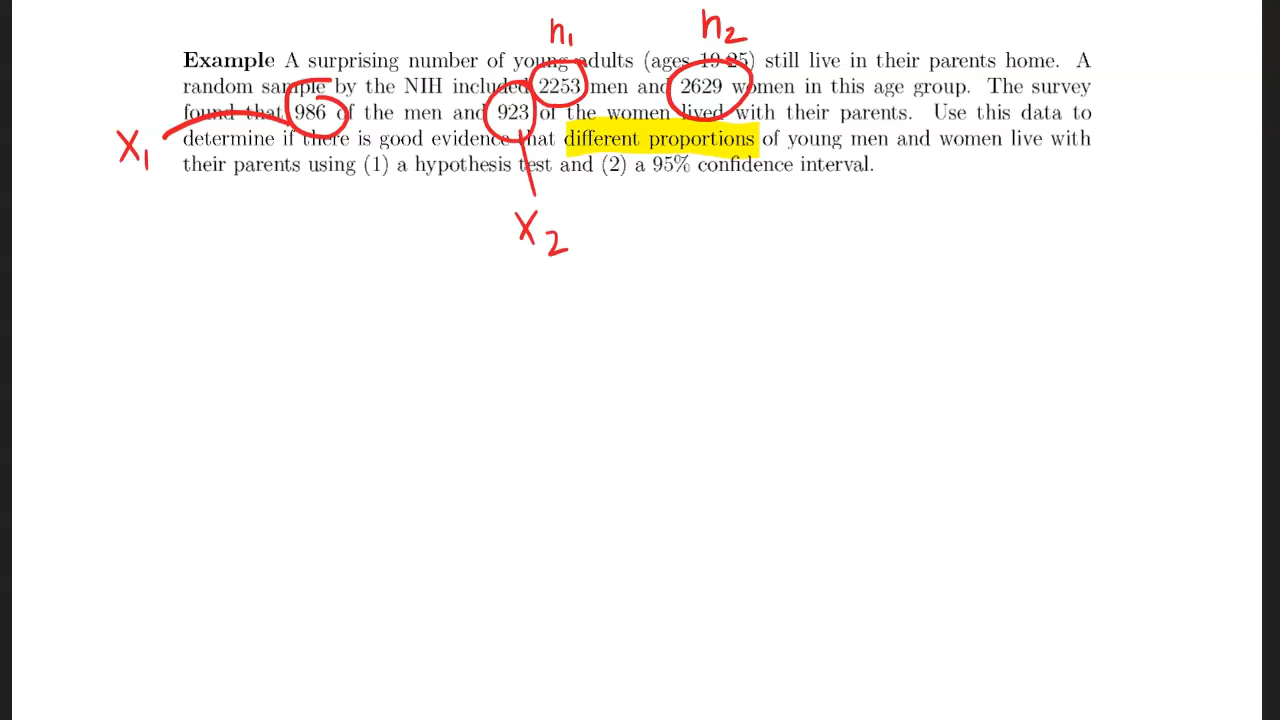 n1 n2
Example A surprising number of young adults (ages 19-25) still live in their parents home. A
random sample by the NIH included 2253 men and 2629 women in this age group. The survey
found that 986 of the men and 923 of the women lived with their parents. Use this data to
X1
determine if there is good evidence that different proportions of young men and women live with
their parents using (1) a hypothesis test and (2) a 95% confidence interval.
X2